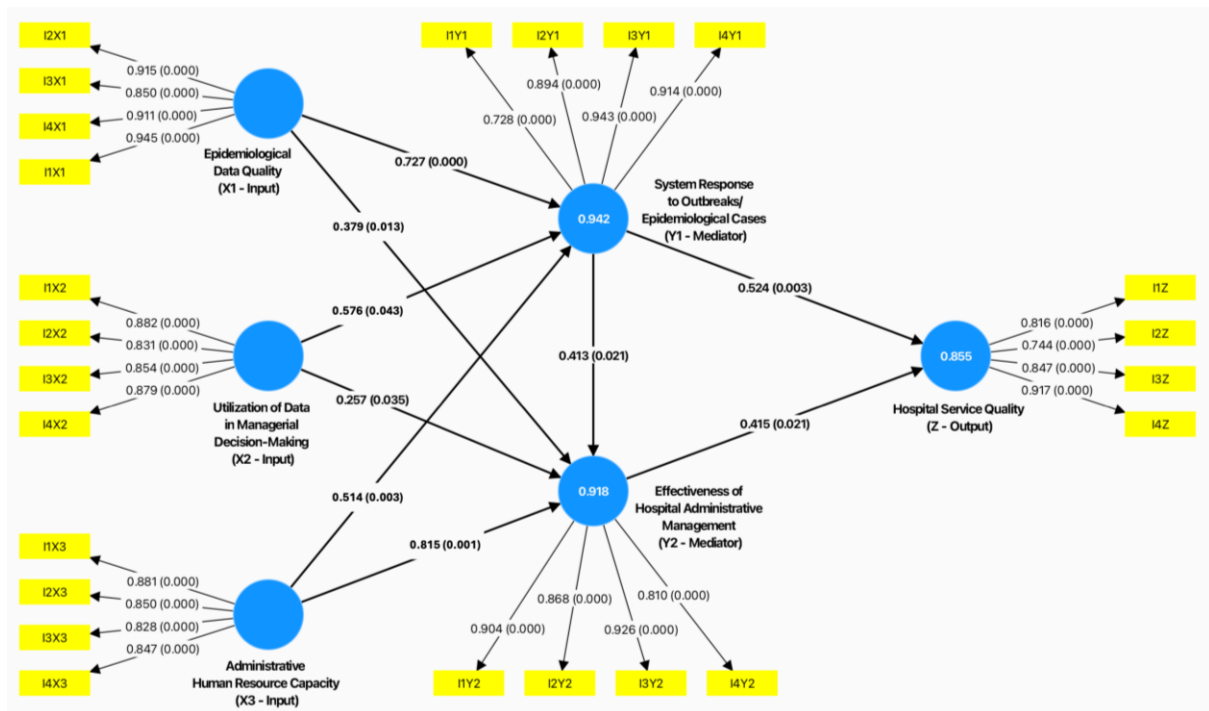 I2X1
I3X1
I4X1
I1X1
0.915 (0.000)
0.850 (0.000)
0.911 (0.000)
0.945 (0.000)
Epidemiological
Data Quality
(X1 - Input)
I1Y1
I2Y1
I3Y1
I4Y1
0.728 (0.000)
0.894 (0.000)
0.943 (0.000)
0.914 (0.000)
0.727 (0.000)
0.379 (0.013)
System Response
to Outbreaks/
Epidemiological Cases
(Y1 - Mediator)
0.942
I1X2
I2X2
I3X2
I4X2
0.882 (0.000)
0.831 (0.000)
0.854 (0.000)
0.879 (0.000)
Utilization of Data
in Managerial
Decision-Making
(X2 - Input)
0.576 (0.043)
0.257 (0.035)
0.413 (0.021)
0.524 (0.003)
0.415 (0.021)
0.855
Hospital Service Quality
(Z - Output)
0.816 (0.000)
0.744 (0.000)
0.847 (0.000)
0.917 (0.000)
I1Z
I2Z
I3Z
I4Z
I1X3
I2X3
I3X3
I4X3
0.881 (0.000)
0.850 (0.000)
0.828 (0.000)
0.847 (0.000)
Administrative
Human Resource Capacity
(X3 - Input)
0.514 (0.003)
0.815 (0.001)
0.918
Effectiveness of
Hospital Administrative
Management
(Y2 - Mediator)
0.904 (0.000)
0.868 (0.000)
0.926 (0.000)
0.810 (0.000)
I1Y2
I2Y2
I3Y2
I4Y2